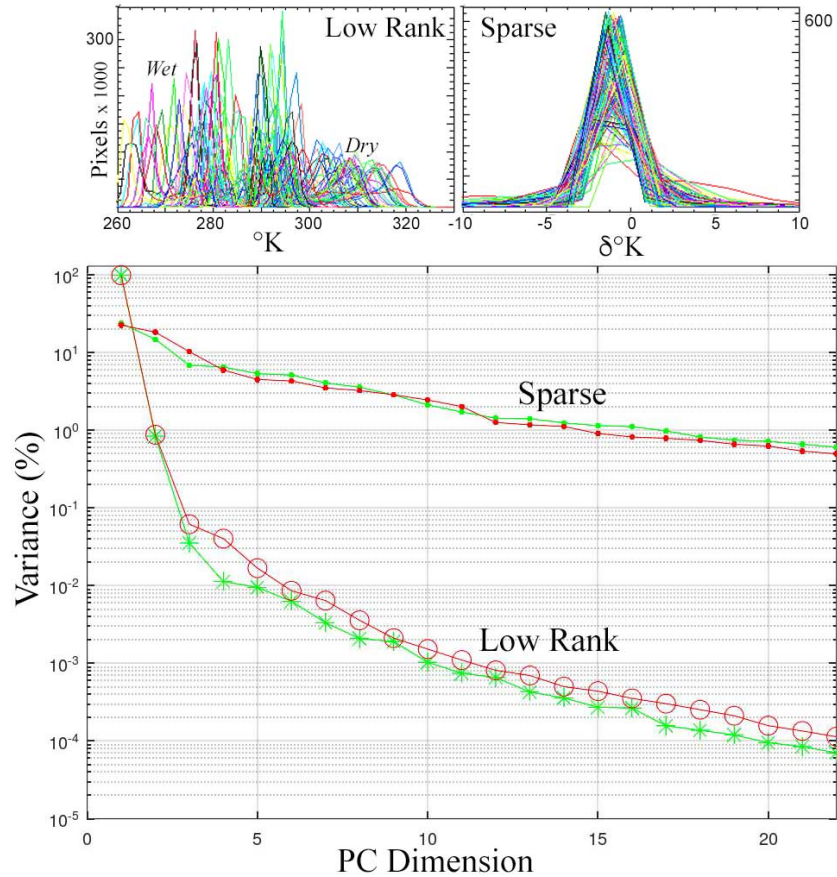 Low Rank
Sparse
300
600
Wet
Dry
Pixels x 1000
260 280 300 320
-10 -5 0 5 10
°K
δ°K
10²
10¹
10⁰
10⁻¹
10⁻²
10⁻³
10⁻⁴
10⁻⁵
Variance (%)
Sparse
Low Rank
0 5 10 15 20
PC Dimension